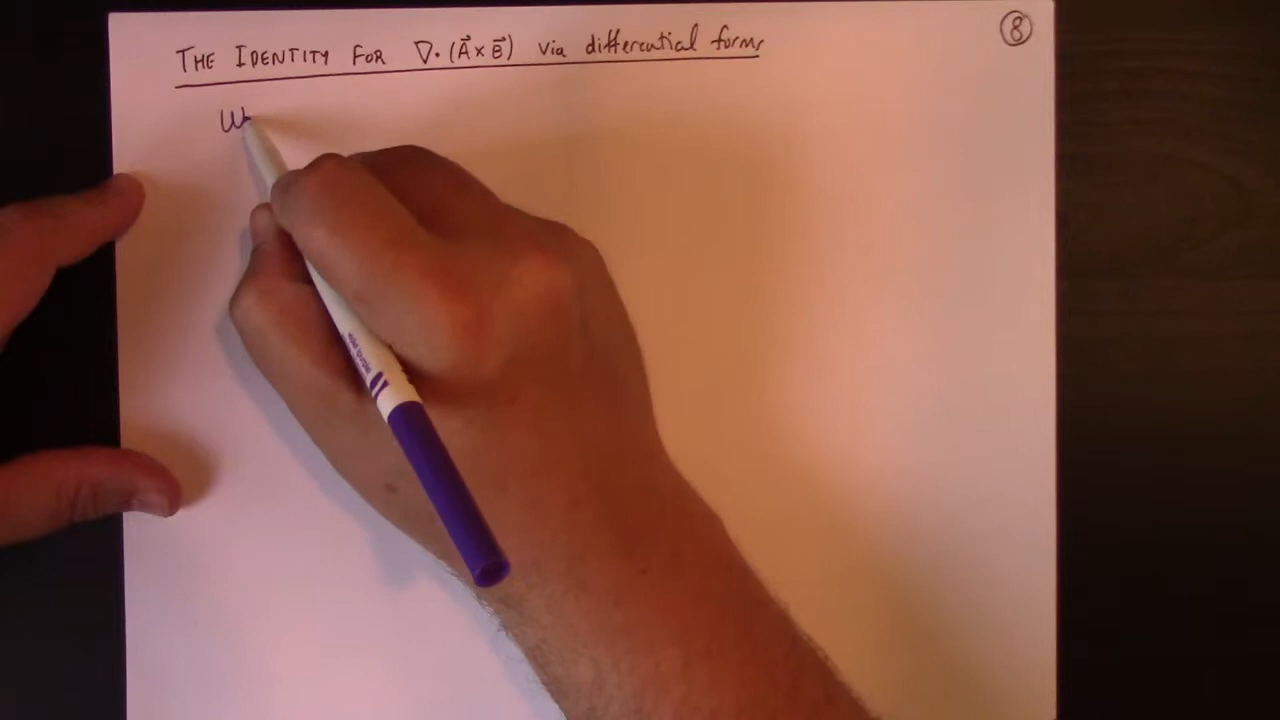 THE IDENTITY FOR ∇·(A⃗×B⃗) via differential forms
8